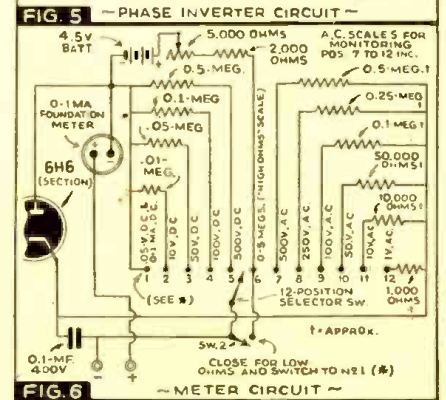 FIG. 5
~PHASE INVERTER CIRCUIT~
4.5V
BATT
5,000 OHMS
2,000
OHMS
A.C. SCALES FOR
MONITORING
POS. 7 TO 12 INC.
0.5-MEG.
0.5-MEG.†
0.1-MEG
0.25-MEG
†
0-1 MA
FOUNDATION
METER
.05-MEG
0.1-MEG†
.01-
MEG.
50,000
OHMS†
10,000
OHMS†
6H6
(SECTION)
.05V, D.C. &
0-1 MA, D.C.
10V, D.C
50V, D.C
100V, D.C
500V, D.C
0-5 MEGS. ("HIGH OHMS" SCALE)
500V, A.C
250V, A.C
100V, A.C
50V, A.C
10V, A.C
1V, A.C
1 2 3 4 5 6 7 8 9 10 11 12
(SEE *)
12-POSITION
SELECTOR SW.
1,000
OHMS
†
†=APPROX.
0.1-MF.
400V
- +
SW.2
CLOSE FOR LOW
OHMS AND SWITCH TO Nº1 (*)
FIG. 6
~METER CIRCUIT~